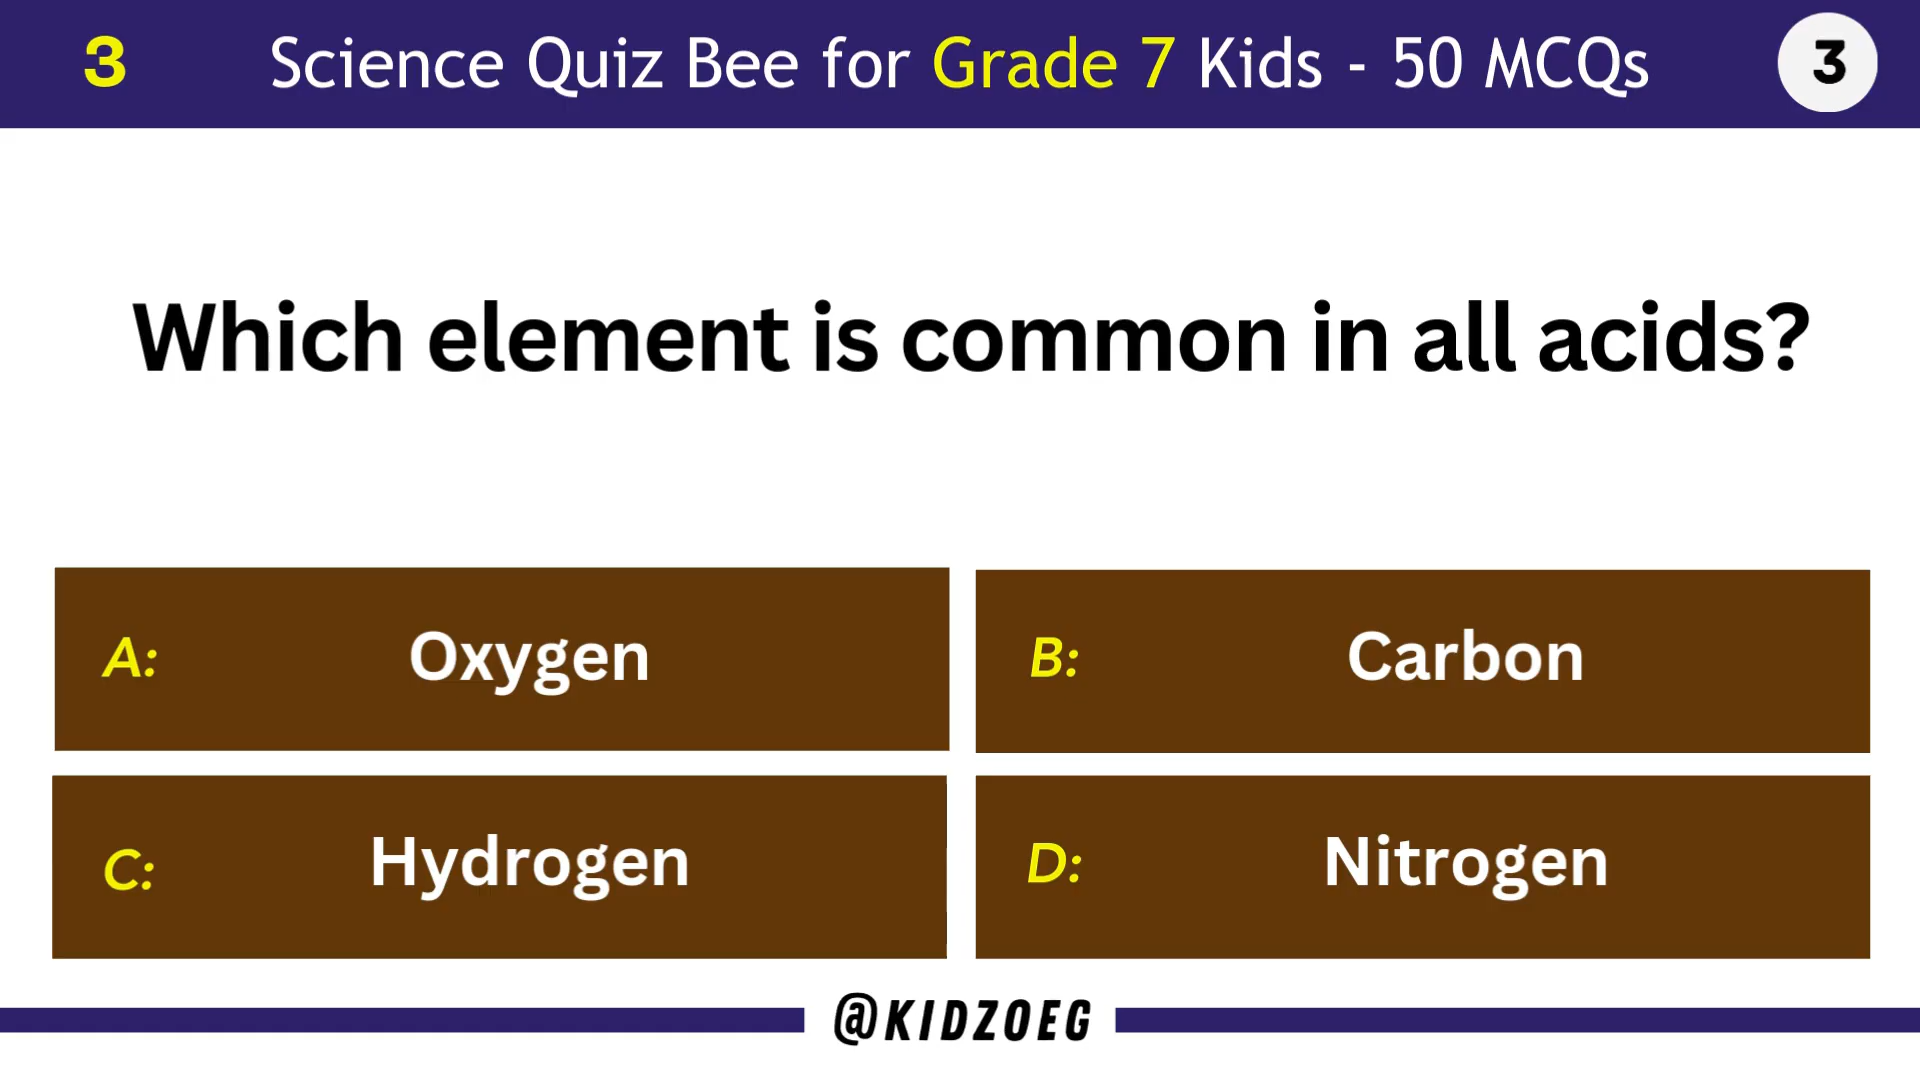 3 Science Quiz Bee for Grade 7 Kids - 50 MCQs 3
Which element is common in all acids?
A: Oxygen
B: Carbon
C: Hydrogen
D: Nitrogen
@KIDZOEG